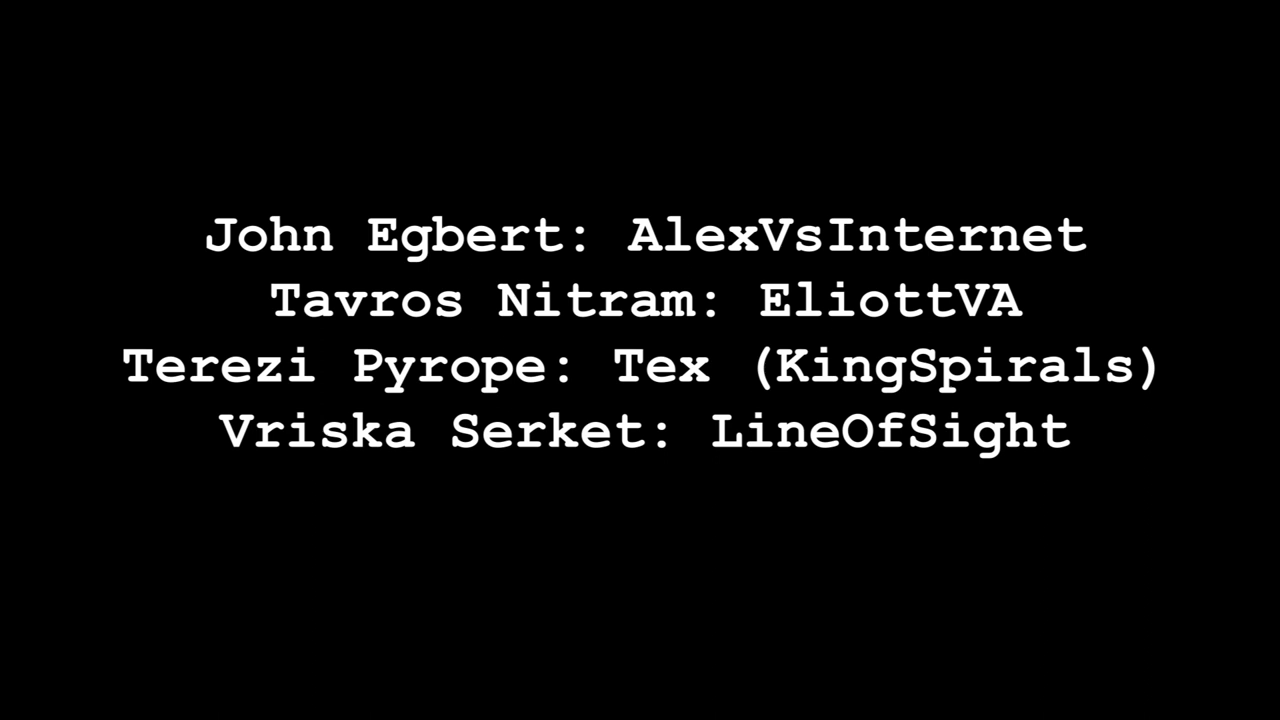 John Egbert: AlexVsInternet
Tavros Nitram: EliottVA
Terezi Pyrope: Tex (KingSpirals)
Vriska Serket: LineOfSight